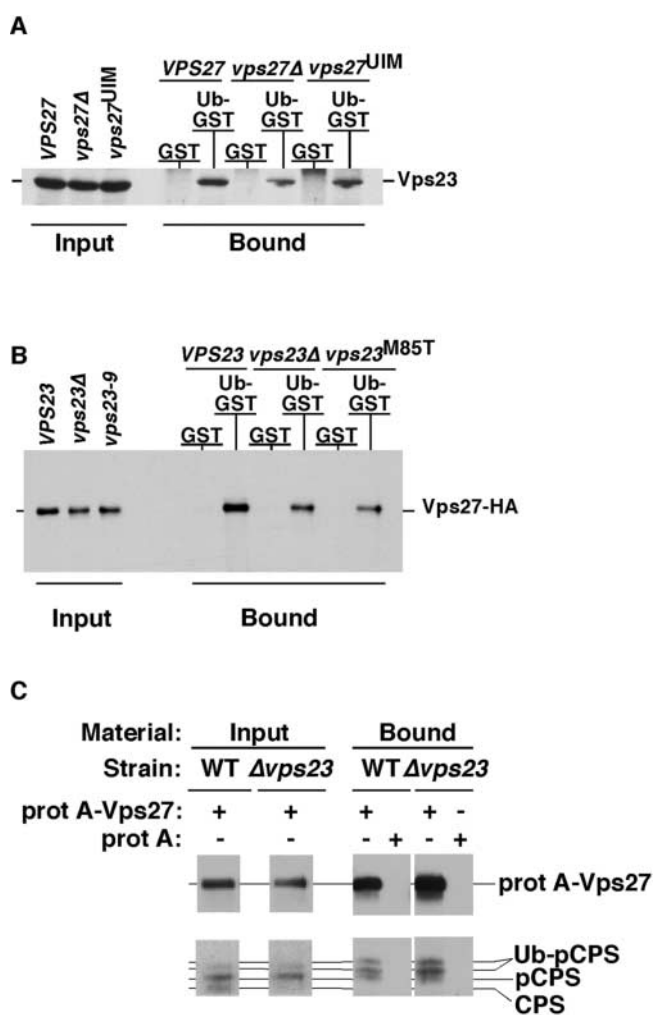 A
VPS27
vps27Δ
vps27UIM
VPS27 vps27Δ vps27UIM
Ub- Ub- Ub-
GST GST GST
GST GST GST
Vps23
Input Bound
B
VPS23
vps23Δ
vps23-9
VPS23 vps23Δ vps23M85T
Ub- Ub- Ub-
GST GST GST
GST GST GST
Vps27-HA
Input Bound
C
Material: Input Bound
Strain: WT Δvps23 WT Δvps23
prot A-Vps27: + + + + -
prot A: - - - + - +
prot A-Vps27
Ub-pCPS
pCPS
CPS